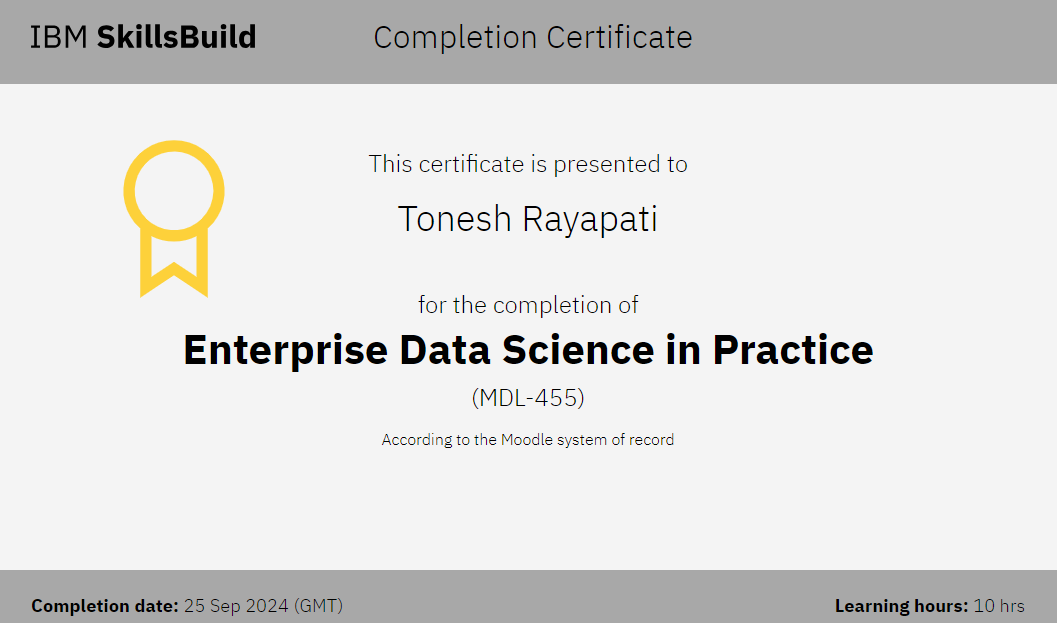 IBM SkillsBuild
Completion Certificate
This certificate is presented to
Tonesh Rayapati
for the completion of
Enterprise Data Science in Practice
(MDL-455)
According to the Moodle system of record
Completion date: 25 Sep 2024 (GMT)
Learning hours: 10 hrs